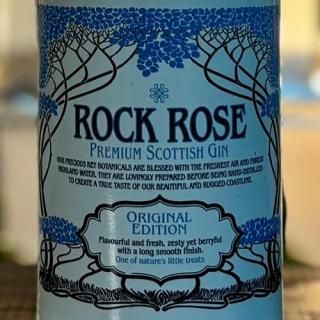 ROCK ROSE
PREMIUM SCOTTISH GIN
OUR PRECIOUS KEY BOTANICALS ARE BLESSED WITH THE FRESHEST AIR AND PUREST
HIGHLAND WATER. THEY ARE LOVINGLY PREPARED BEFORE BEING HAND-DISTILLED
TO CREATE A TRUE TASTE OF OUR BEAUTIFUL AND RUGGED COASTLINE.
ORIGINAL
EDITION
Flavourful and fresh, zesty yet berryful
with a long smooth finish.
One of nature's little treats